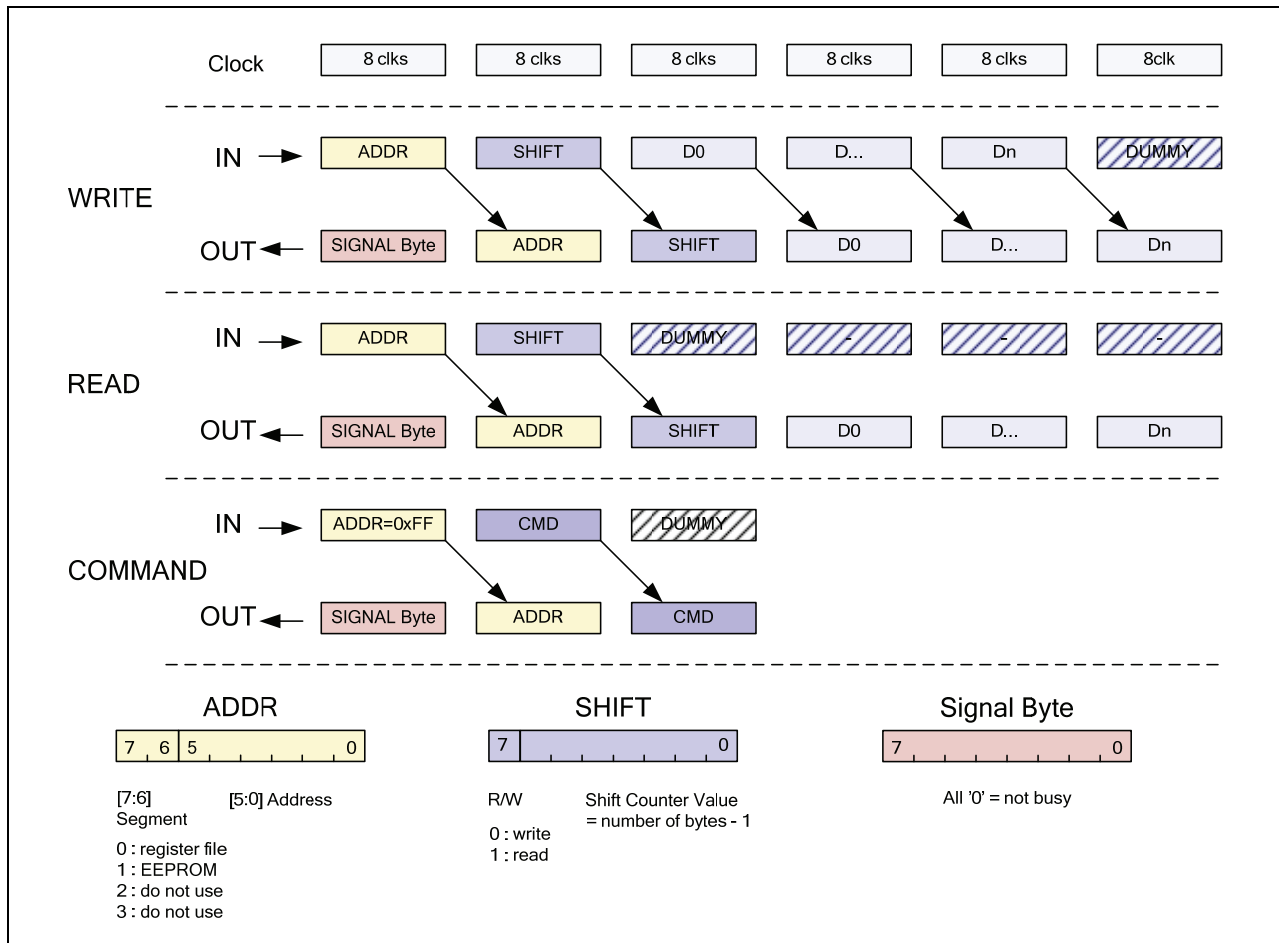 Clock 8 clks 8 clks 8 clks 8 clks 8 clks 8clk
IN ADDR SHIFT D0 D... Dn DUMMY
WRITE
OUT SIGNAL Byte ADDR SHIFT D0 D... Dn
IN ADDR SHIFT DUMMY - - -
READ
OUT SIGNAL Byte ADDR SHIFT D0 D... Dn
IN ADDR=0xFF CMD DUMMY
COMMAND
OUT SIGNAL Byte ADDR CMD
ADDR
7 6 5 0
[7:6]
Segment
[5:0] Address
0 : register file
1 : EEPROM
2 : do not use
3 : do not use
SHIFT
7 0
R/W
0 : write
1 : read
Shift Counter Value
= number of bytes - 1
Signal Byte
7 0
All '0' = not busy